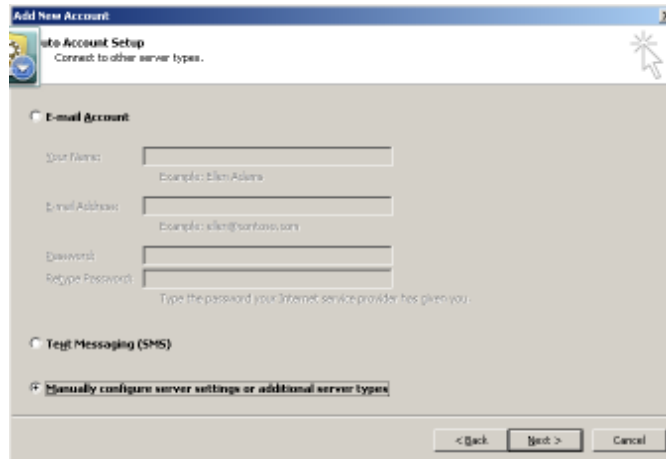 Add New Account
uto Account Setup
Connect to other server types.
E-mail Account
Your Name:
Example: Ellen Adams
E-mail Address:
Example: ellen@contoso.com
Password:
Retype Password:
Type the password your Internet service provider has given you.
Text Messaging (SMS)
Manually configure server settings or additional server types
< Back Next > Cancel